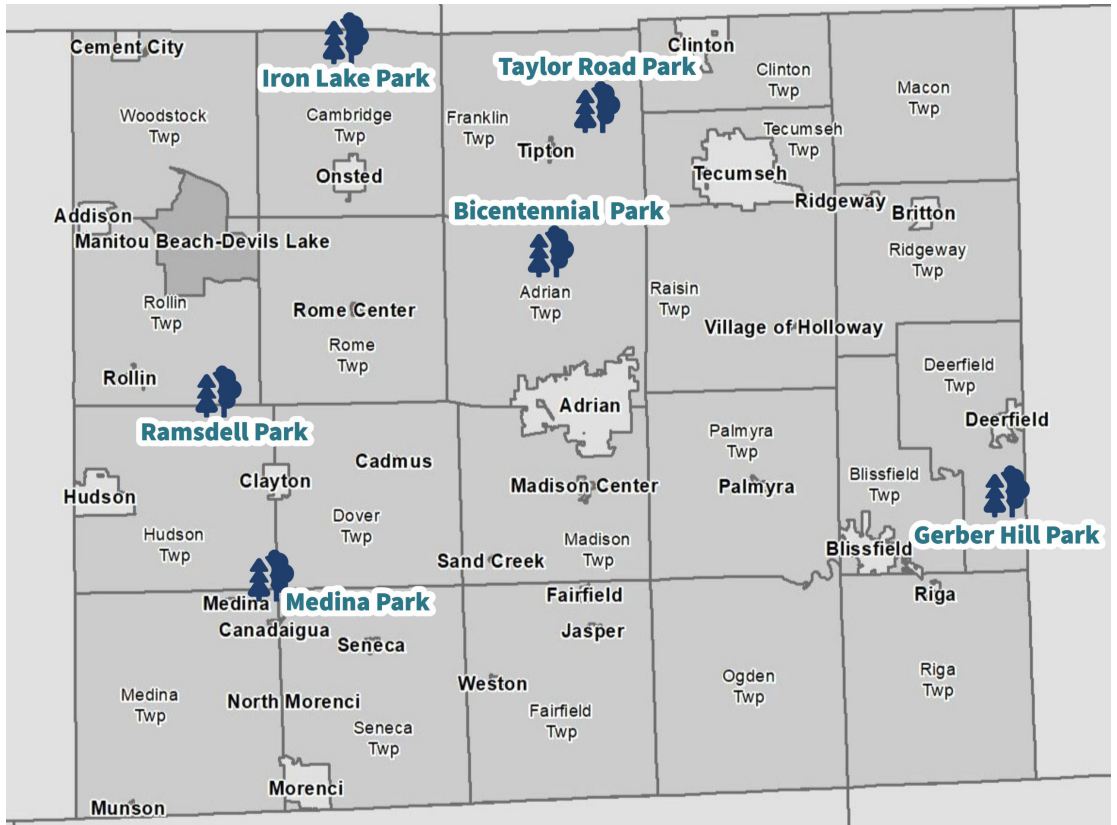 Cement City
Iron Lake Park
Taylor Road Park
Clinton
Clinton
Twp
Macon
Twp
Woodstock
Twp
Cambridge
Twp
Franklin
Twp
Tipton
Tecumseh
Twp
Tecumseh
Onsted
Addison
Manitou Beach-Devils Lake
Bicentennial Park
Ridgeway
Britton
Ridgeway
Twp
Rollin
Twp
Rome Center
Rome
Twp
Adrian
Twp
Raisin
Twp
Village of Holloway
Rollin
Deerfield
Twp
Ramsdell Park
Adrian
Deerfield
Palmyra
Twp
Cadmus
Clayton
Hudson
Madison Center
Palmyra
Blissfield
Twp
Hudson
Twp
Dover
Twp
Madison
Twp
Gerber Hill Park
Blissfield
Sand Creek
Medina
Medina Park
Fairfield
Riga
Canadaigua
Seneca
Jasper
Medina
Twp
North Morenci
Weston
Seneca
Twp
Fairfield
Twp
Ogden
Twp
Riga
Twp
Morenci
Munson